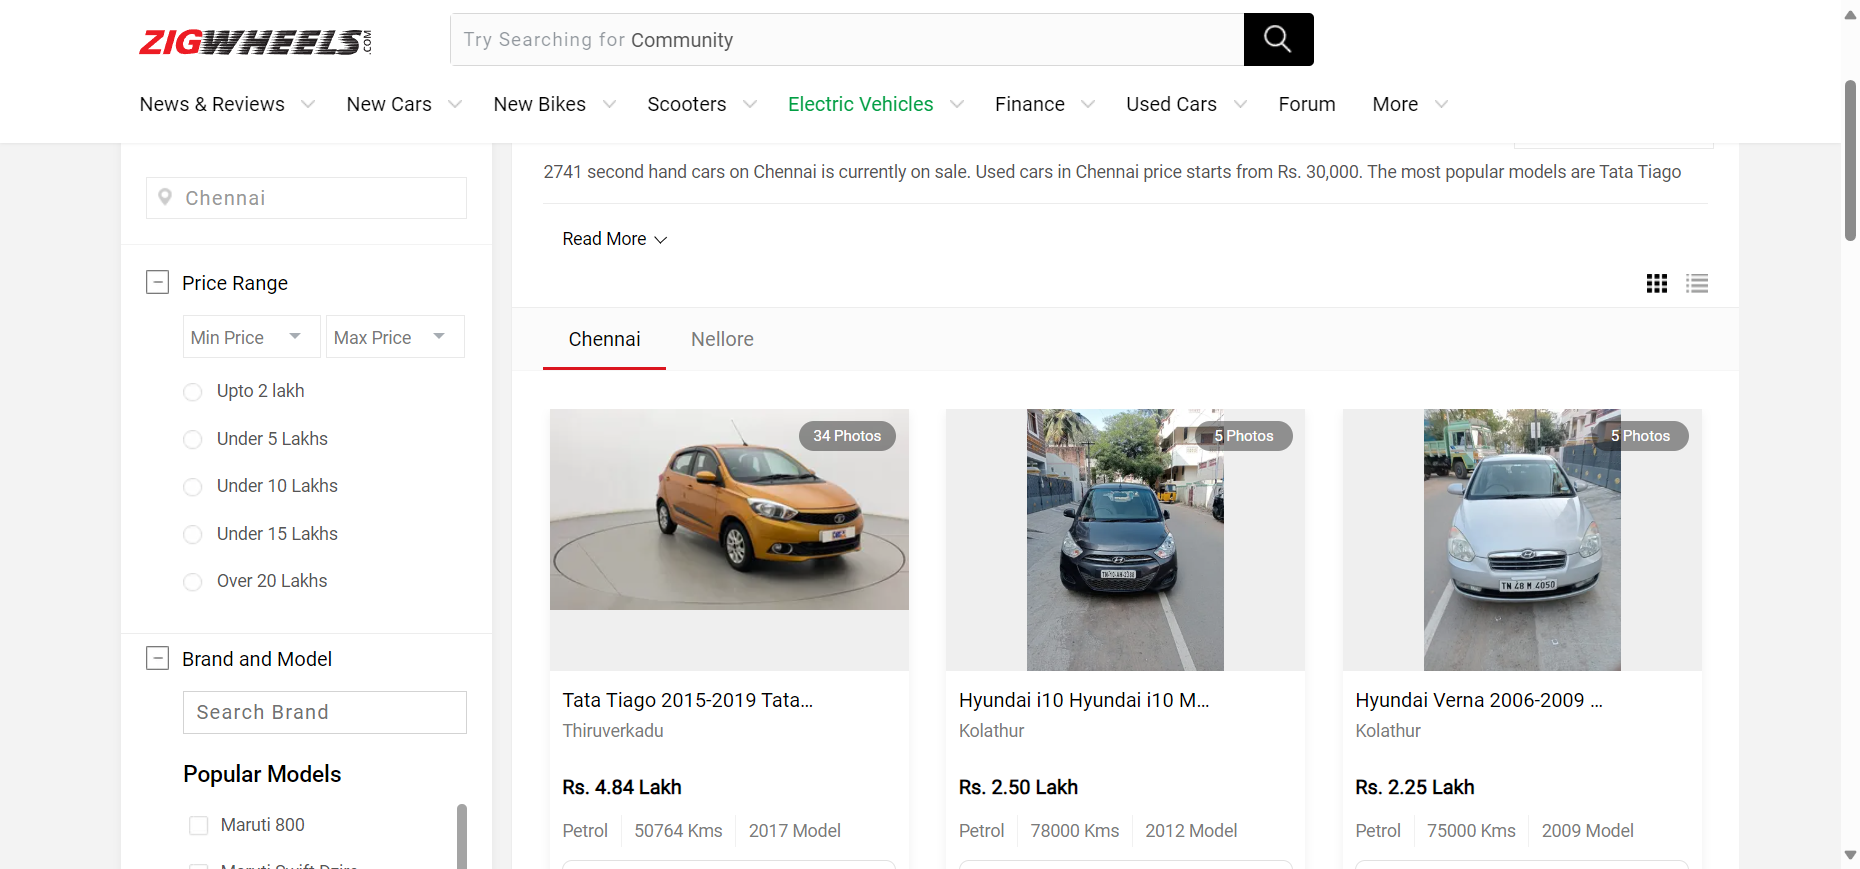 ZIGWHEELS.COM
Try Searching for Community
News & Reviews New Cars New Bikes Scooters Electric Vehicles Finance Used Cars Forum More
Chennai
Price Range
Min Price Max Price
Upto 2 lakh
Under 5 Lakhs
Under 10 Lakhs
Under 15 Lakhs
Over 20 Lakhs
Brand and Model
Search Brand
Popular Models
Maruti 800
2741 second hand cars on Chennai is currently on sale. Used cars in Chennai price starts from Rs. 30,000. The most popular models are Tata Tiago
Read More
Chennai Nellore
34 Photos
Tata Tiago 2015-2019 Tata...
Thiruverkadu
Rs. 4.84 Lakh
Petrol 50764 Kms 2017 Model
5 Photos
Hyundai i10 Hyundai i10 M...
Kolathur
Rs. 2.50 Lakh
Petrol 78000 Kms 2012 Model
5 Photos
TN 48 M 4050
Hyundai Verna 2006-2009 ...
Kolathur
Rs. 2.25 Lakh
Petrol 75000 Kms 2009 Model